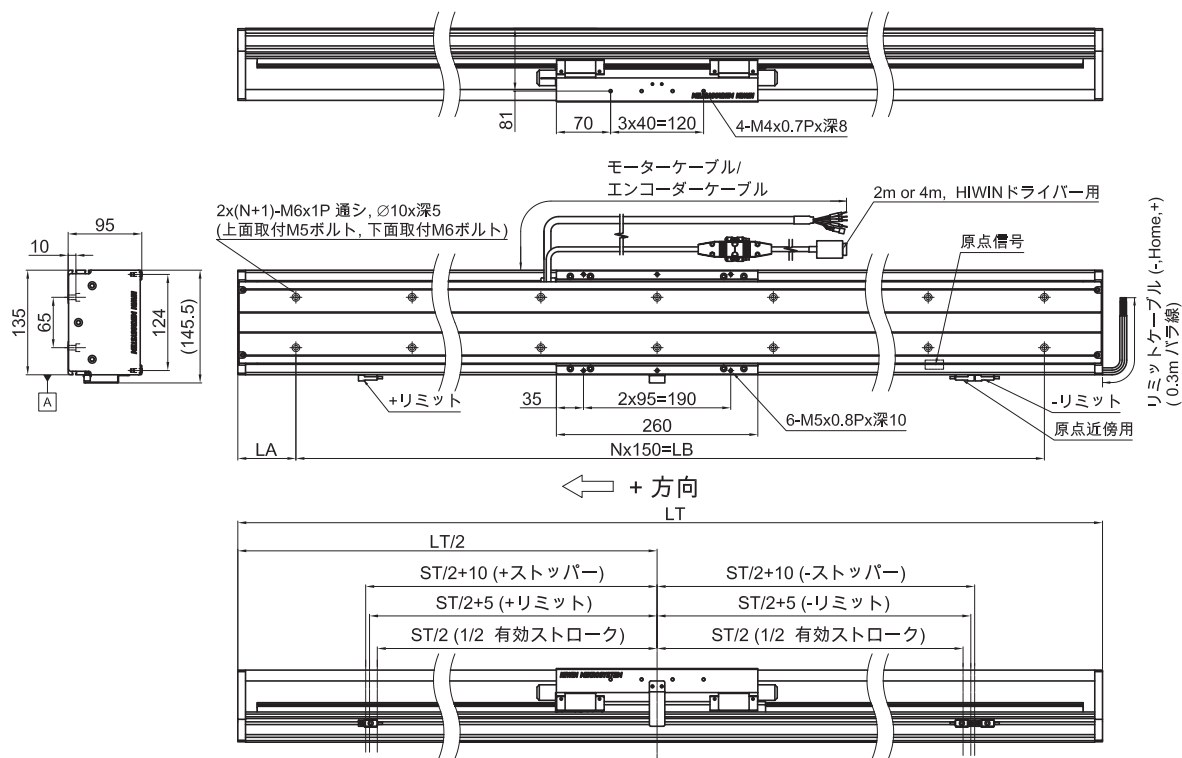 81
70
3x40=120
4-M4x0.7Px深8
モーターケーブル/
エンコーダーケーブル
2m or 4m, HIWINドライバー用
2x(N+1)-M6x1P 通シ, Ø10x深5
(上面取付M5ボルト, 下面取付M6ボルト)
原点信号
95
10
135
65
124
(145.5)
A
リミットケーブル (-,Home,+)
( 0.3m バラ線)
+リミット
35
2x95=190
260
6-M5x0.8Px深10
-リミット
原点近傍用
LA
Nx150=LB
+ 方向
LT
LT/2
ST/2+10 (+ストッパー)
ST/2+10 (-ストッパー)
ST/2+5 (+リミット)
ST/2+5 (-リミット)
ST/2 (1/2 有効ストローク)
ST/2 (1/2 有効ストローク)
HIWIN MIKROSYSTEM